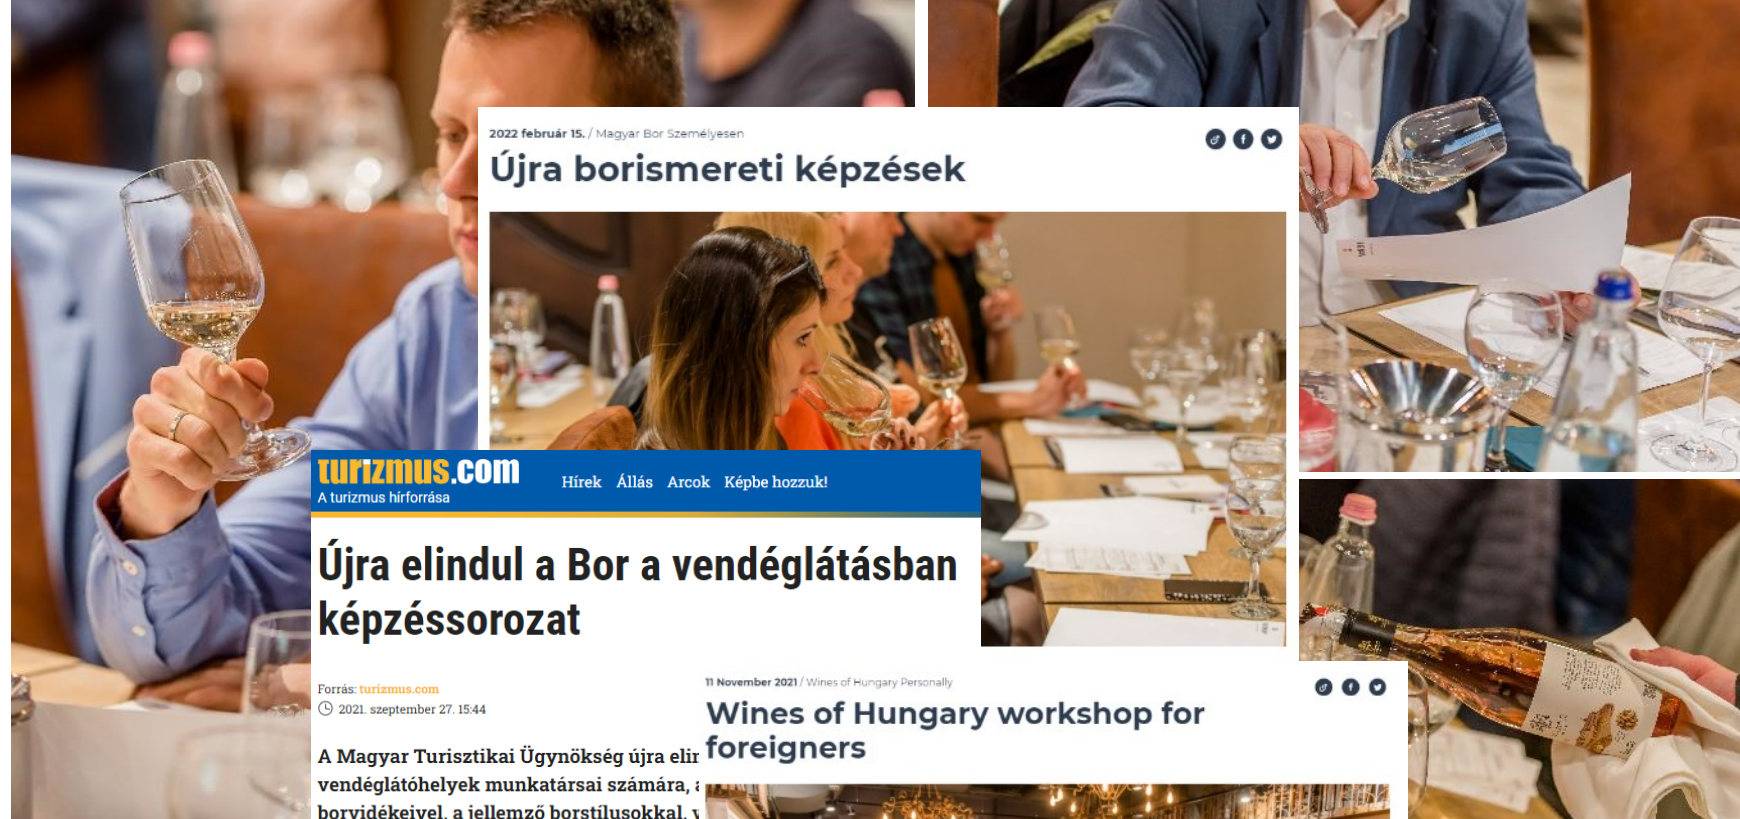 2022 február 15. / Magyar Bor Személyesen
Újra borismereti képzések
turizmus.com
A turizmus hírforrása
Hírek Állás Arcok Képbe hozzuk!
Újra elindul a Bor a vendéglátásban
képzéssorozat
Forrás: turizmus.com
2021. szeptember 27. 15:44
A Magyar Turisztikai Ügynökség újra
vendéglátóhelyek munkatársai számára,
borvidékeivel, a jellemző borstílusokkal,
11 November 2021 / Wines of Hungary Personally
Wines of Hungary workshop for
foreigners